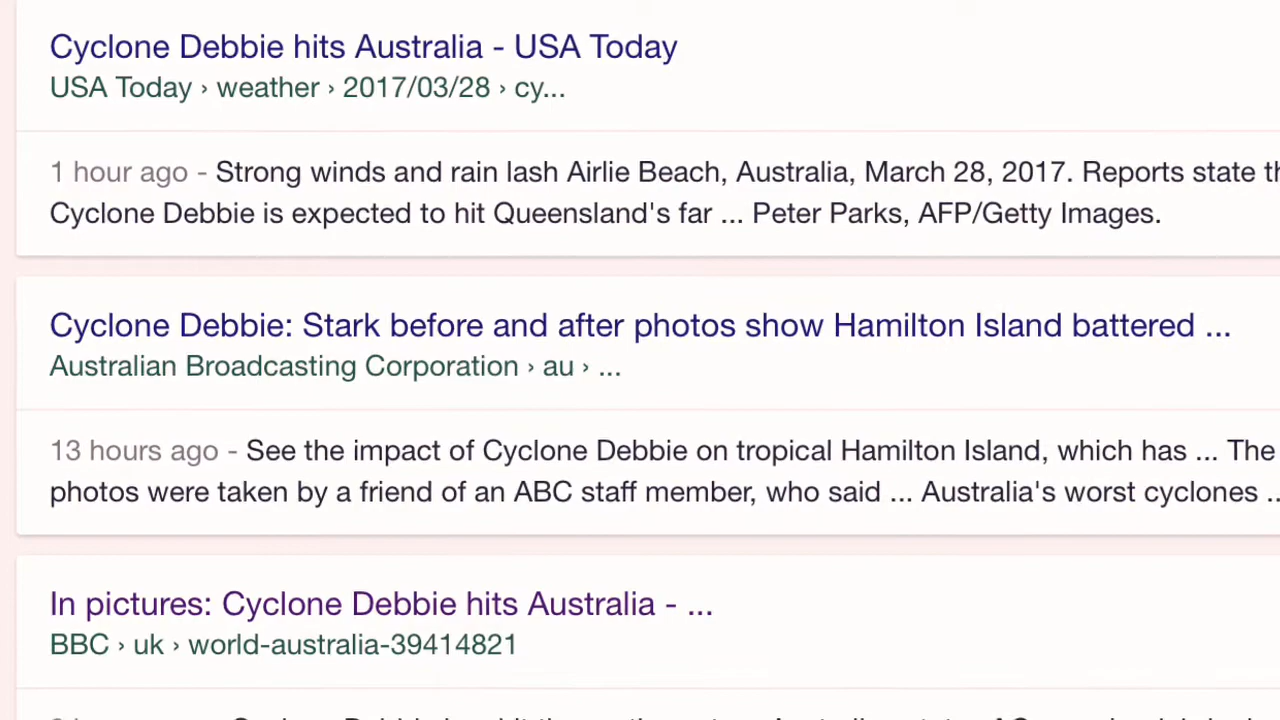 Cyclone Debbie hits Australia - USA Today
USA Today › weather › 2017/03/28 › cy...
1 hour ago - Strong winds and rain lash Airlie Beach, Australia, March 28, 2017. Reports state
Cyclone Debbie is expected to hit Queensland's far ... Peter Parks, AFP/Getty Images.
Cyclone Debbie: Stark before and after photos show Hamilton Island battered ...
Australian Broadcasting Corporation › au › ...
13 hours ago - See the impact of Cyclone Debbie on tropical Hamilton Island, which has ... The
photos were taken by a friend of an ABC staff member, who said ... Australia's worst cyclones ..
In pictures: Cyclone Debbie hits Australia - ...
BBC › uk › world-australia-39414821